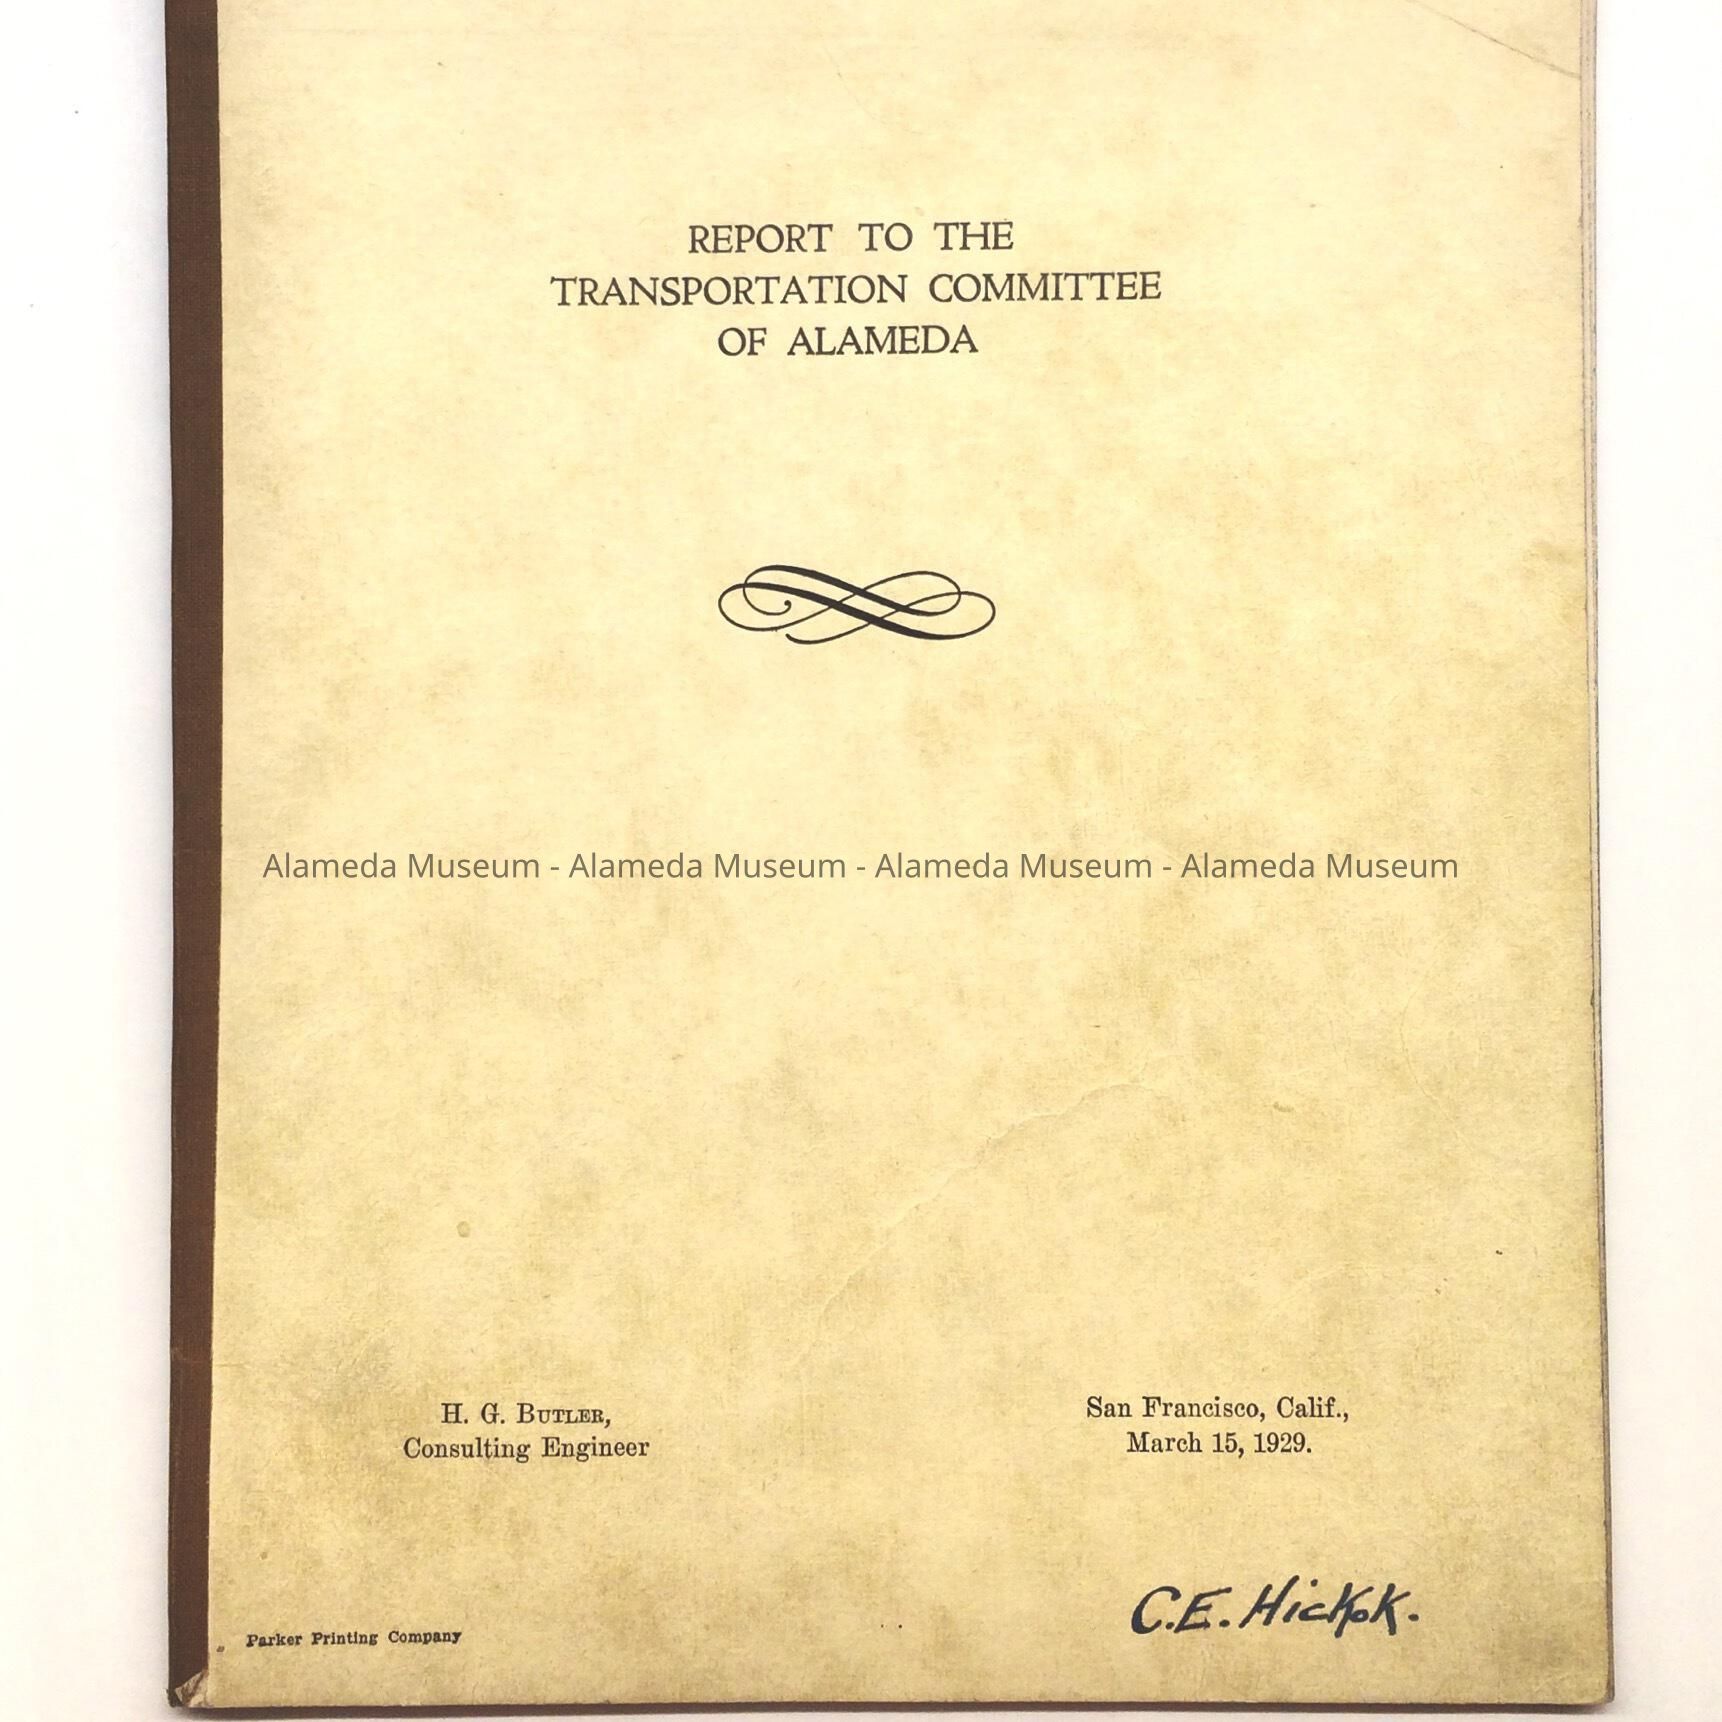 REPORT TO THE
TRANSPORTATION COMMITTEE
OF ALAMEDA
Alameda Museum - Alameda Museum - Alameda Museum - Alameda Museum
H. G. BUTLER,
Consulting Engineer
San Francisco, Calif.,
March 15, 1929.
C.E. Hickok.
Parker Printing Company